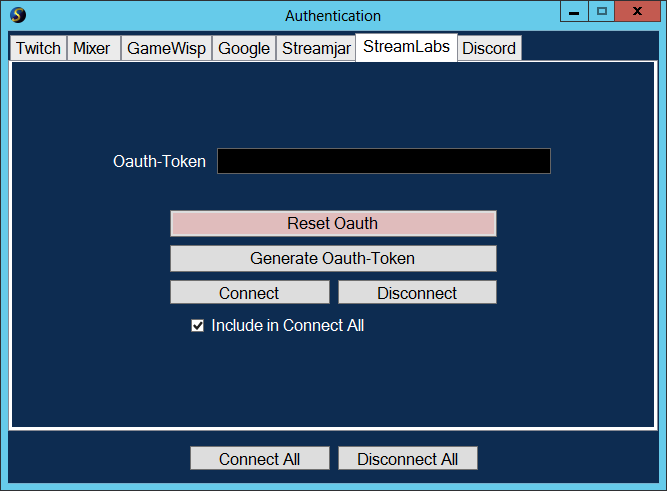 Authentication
Twitch Mixer GameWisp Google Streamjar StreamLabs Discord
Oauth-Token
Reset Oauth
Generate Oauth-Token
Connect Disconnect
Include in Connect All
Connect All Disconnect All